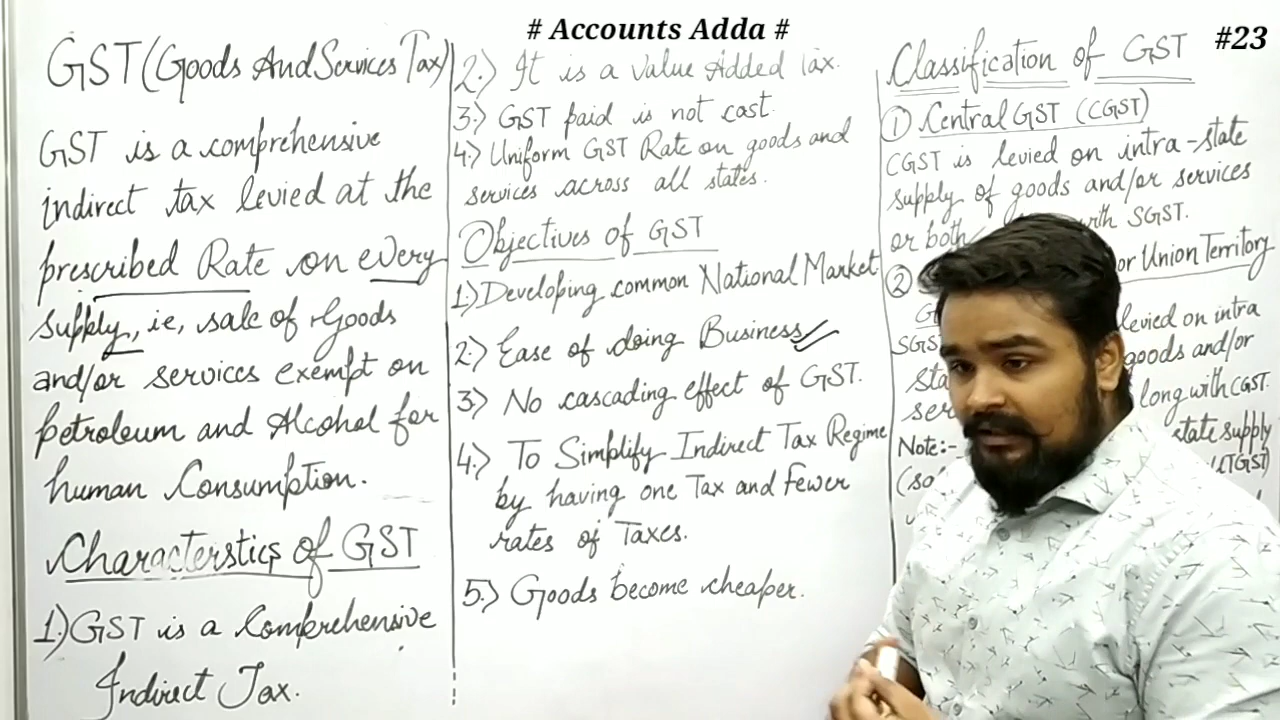 # Accounts Adda #
#23
GST (Goods And Services Tax)
GST is a comprehensive
indirect tax levied at the
prescribed Rate on every
supply, ie, sale of Goods
and/or services exempt on
petroleum and Alcohol for
human Consumption.
Characterstics of GST
1.) GST is a Comprehensive
Indirect Tax.
2.) It is a Value Added Tax.
3.) GST paid is not cost.
4.) Uniform GST Rate on goods and
services across all states.
Objectives of GST
1.) Developing common National Market
2.) Ease of doing Business
3.) No cascading effect of GST.
4.) To Simplify Indirect Tax Regime
by having one Tax and Fewer
rates of Taxes.
5.) Goods become cheaper.
Classification of GST
① Central GST (CGST)
CGST is levied on intra-state
supply of goods and/or services
or both with SGST.
② or Union Territory
levied on intra
goods and/or
long with CGST.
Note:- state supply